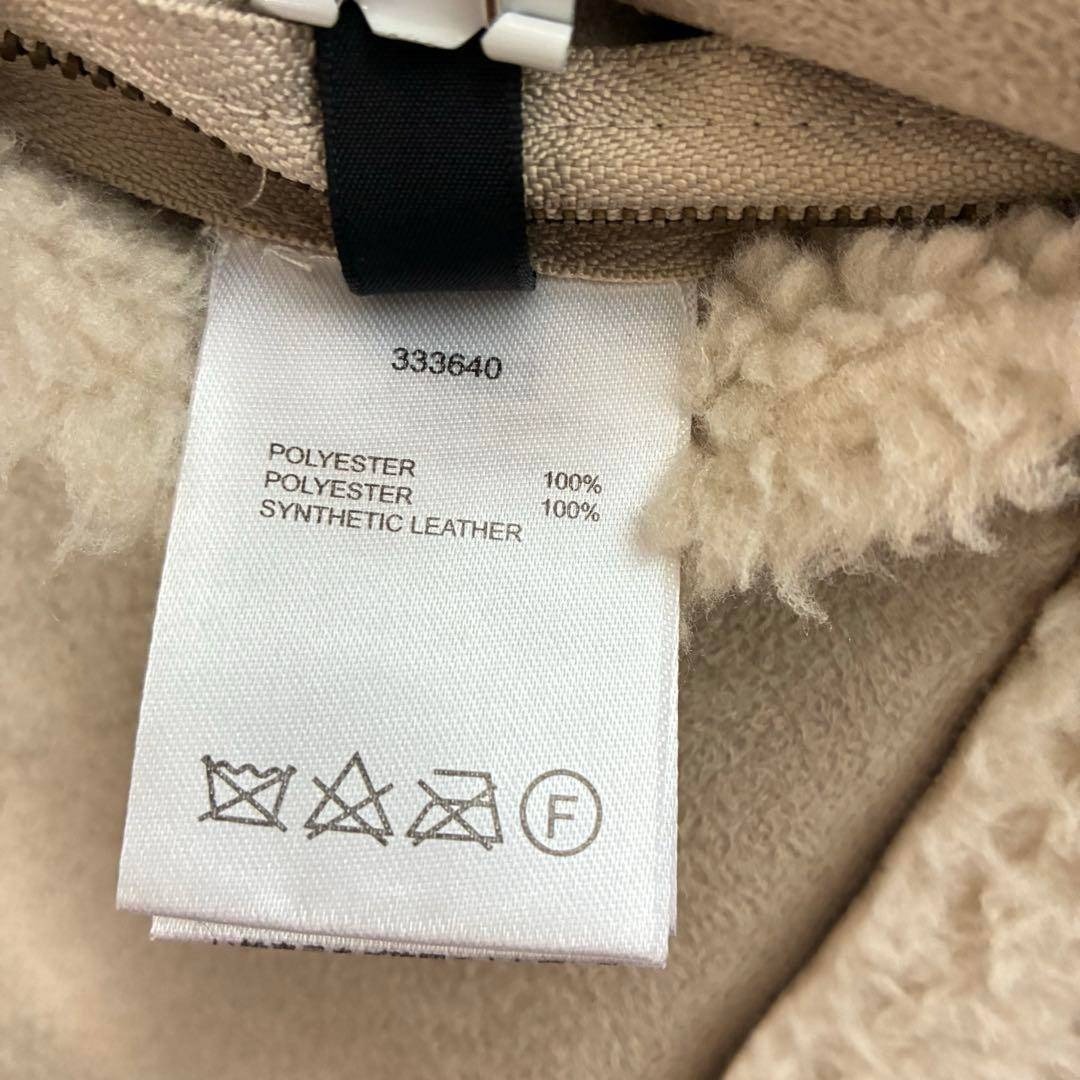 333640
POLYESTER 100%
POLYESTER 100%
SYNTHETIC LEATHER
F